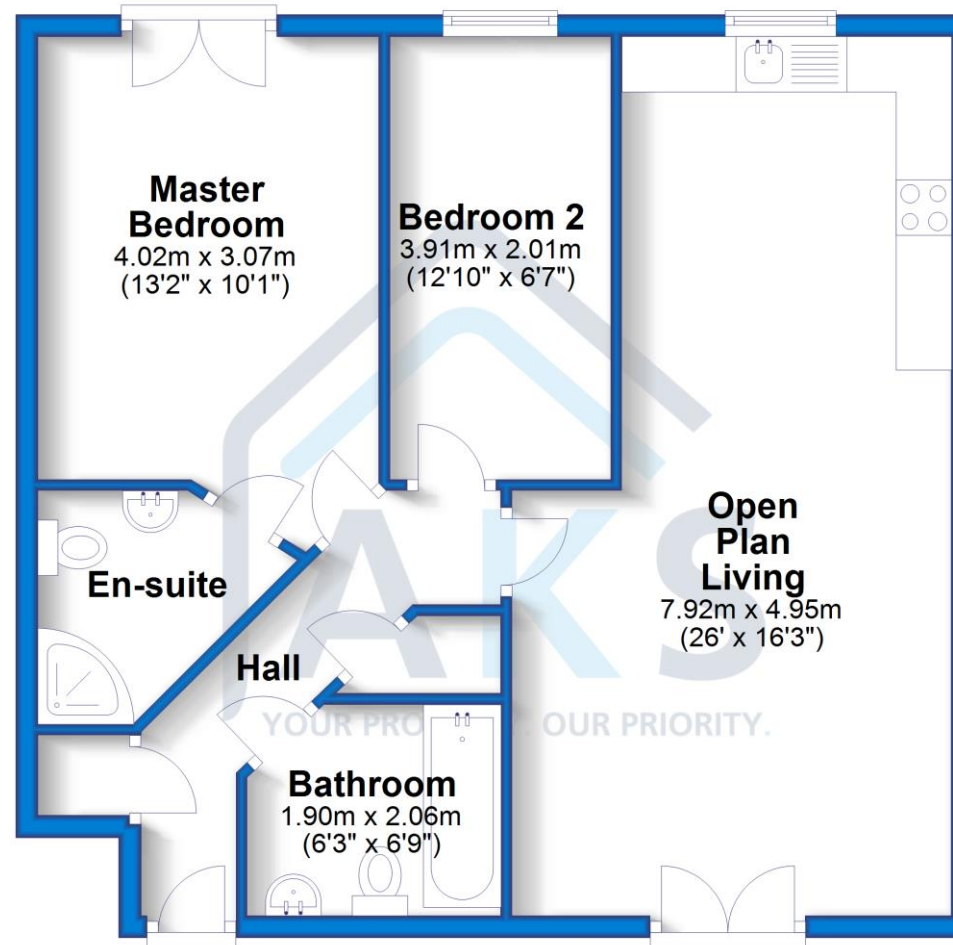 Master
Bedroom
4.02m x 3.07m
(13'2" x 10'1")
Bedroom 2
3.91m x 2.01m
(12'10" x 6'7")
Open
Plan
Living
7.92m x 4.95m
(26' x 16'3")
En-suite
Hall
Bathroom
1.90m x 2.06m
(6'3" x 6'9")
AKS
YOUR PRO OUR PRIORITY.